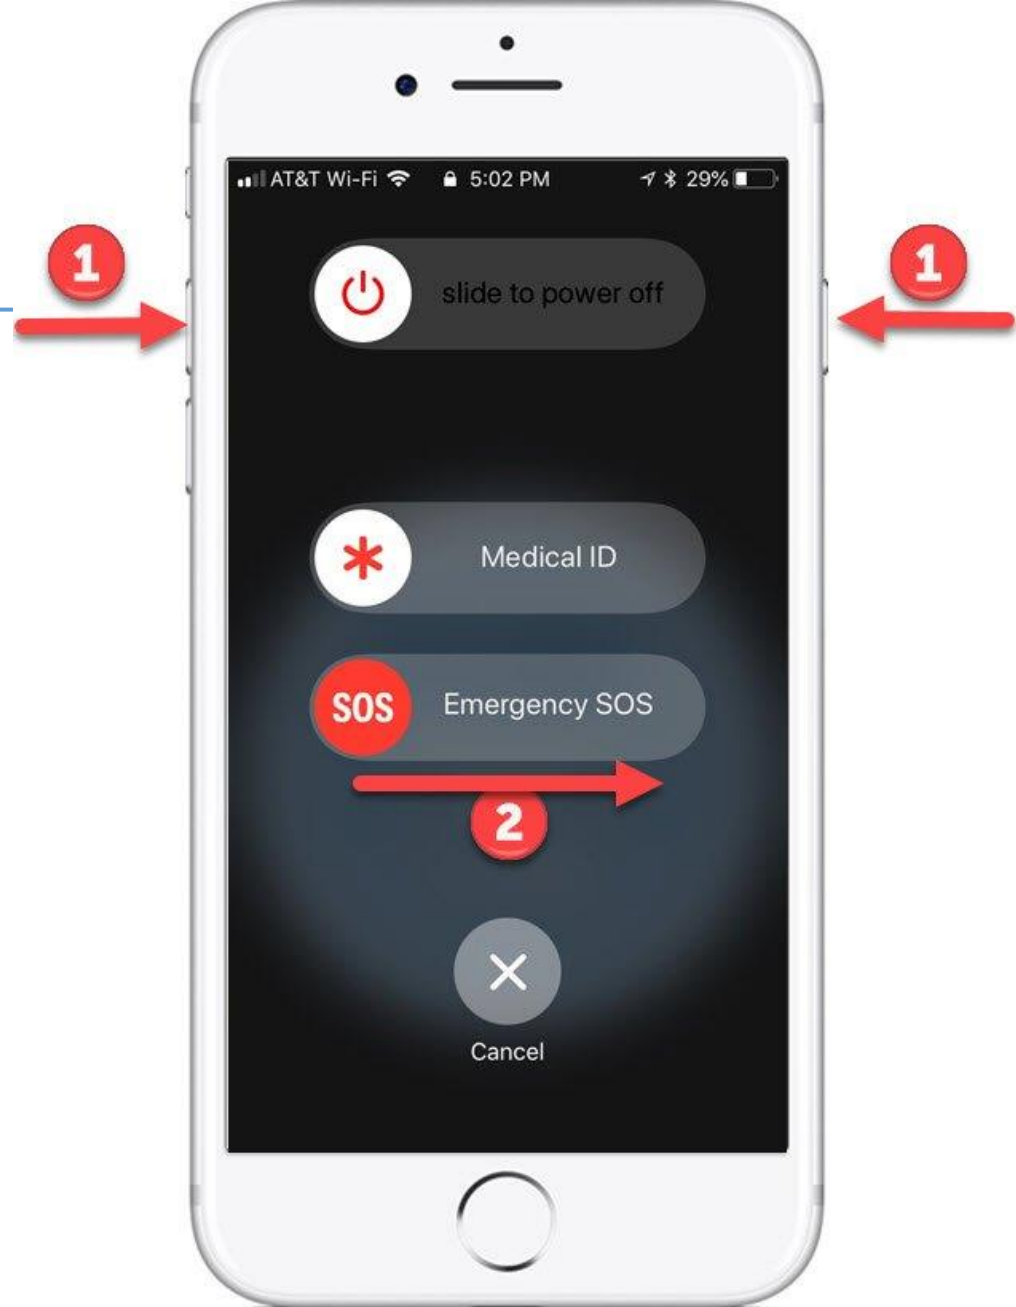 AT&T Wi-Fi 5:02 PM 29%
1 1
slide to power off
Medical ID
SOS Emergency SOS
2
Cancel